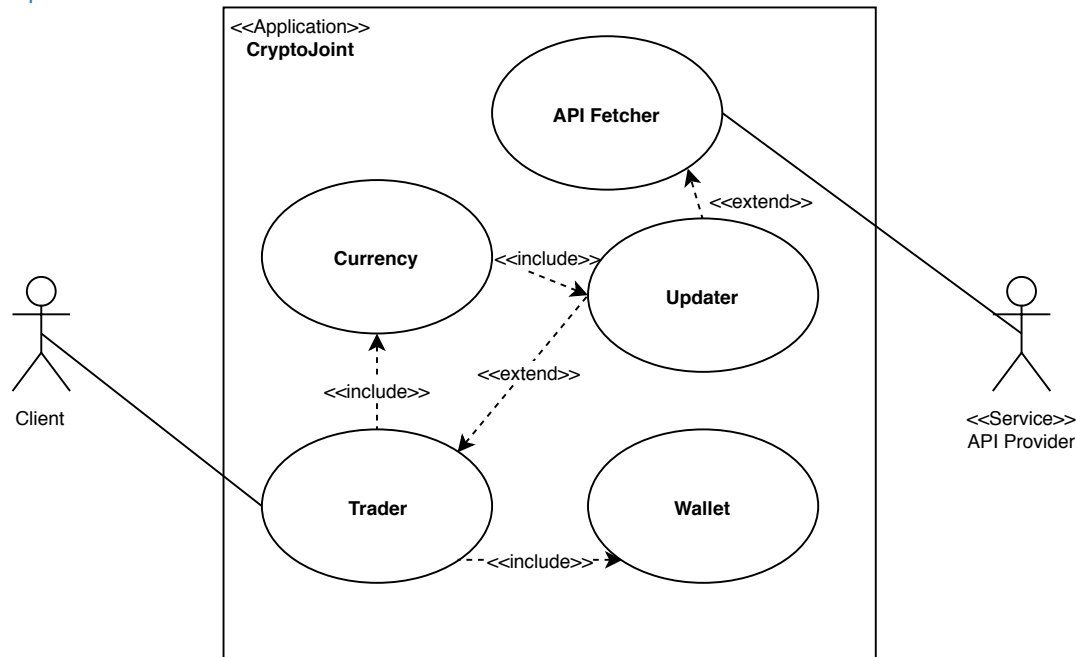 <<Application>>
CryptoJoint
API Fetcher
<<extend>>
Currency
<<include>>
Updater
<<extend>>
<<include>>
Client
<<Service>>
API Provider
Trader
Wallet
<<include>>